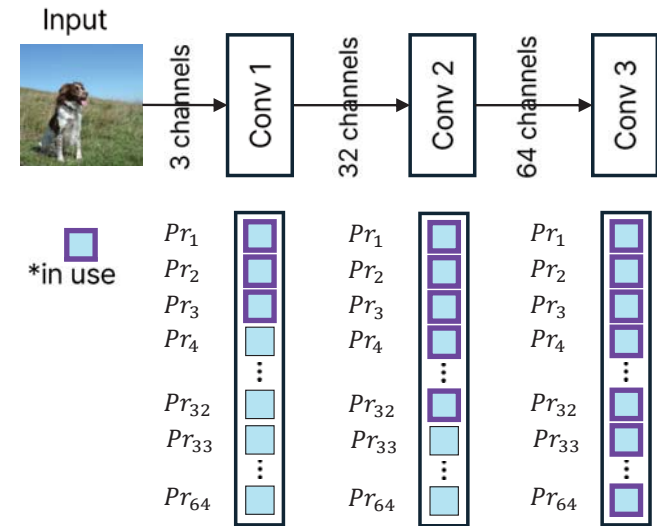 Input
3 channels
Conv 1
32 channels
Conv 2
64 channels
Conv 3
*in use
Pr₁
Pr₂
Pr₃
Pr₄
⋮
Pr₃₂
Pr₃₃
⋮
Pr₆₄
Pr₁
Pr₂
Pr₃
Pr₄
⋮
Pr₃₂
Pr₃₃
⋮
Pr₆₄
Pr₁
Pr₂
Pr₃
Pr₄
⋮
Pr₃₂
Pr₃₃
⋮
Pr₆₄